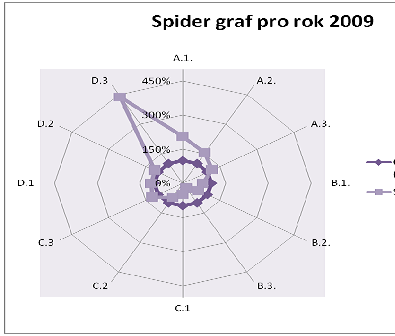 Spider graf pro rok 2009
A.1.
D.3
450%
A.2.
D.2
300%
A.3.
150%
D.1
0%
B.1.
C.3
B.2.
C.2
B.3.
C.1